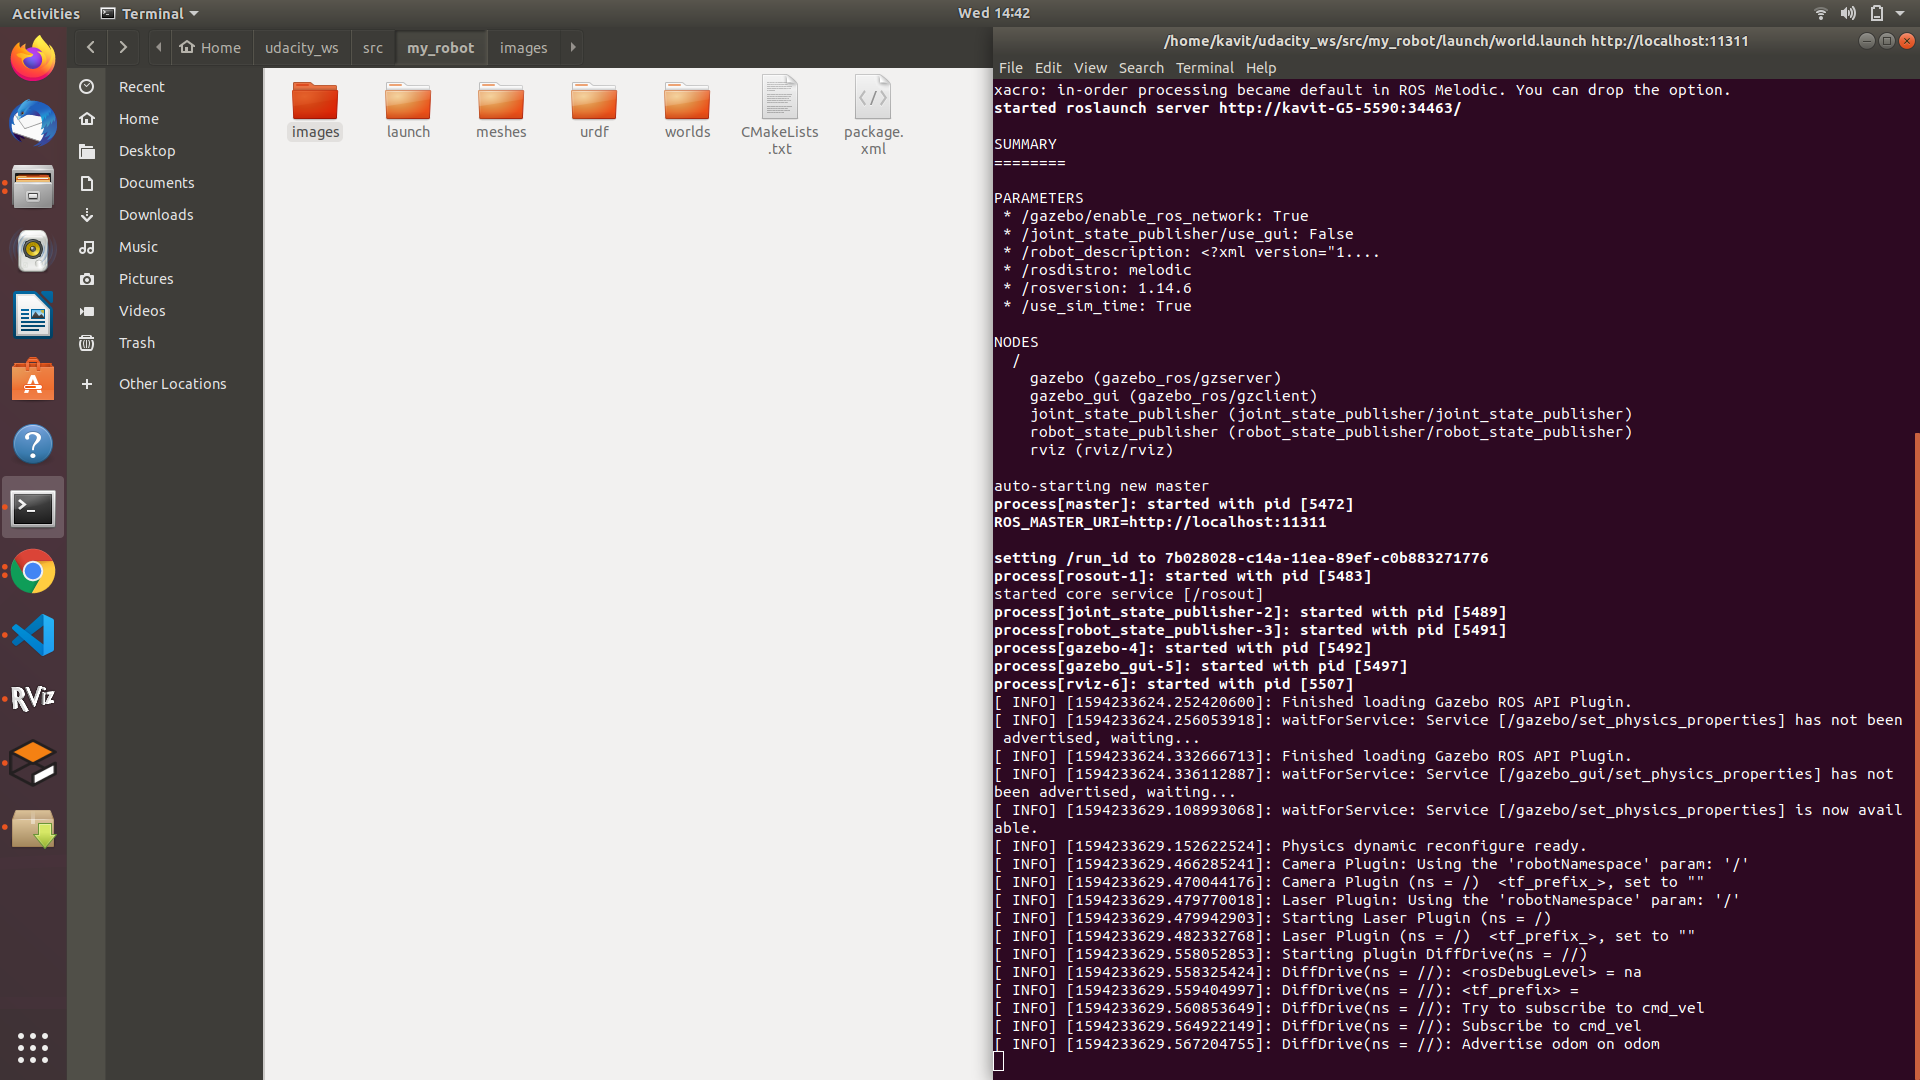 Activities
Terminal
Wed 14:42
Home
udacity_ws
src
my_robot
images
Recent
Home
Desktop
Documents
Downloads
Music
Pictures
Videos
Trash
Other Locations
images
launch
meshes
urdf
worlds
CMakeLists
.txt
package.
xml
RViz
/home/kavit/udacity_ws/src/my_robot/launch/world.launch http://localhost:11311
File Edit View Search Terminal Help
xacro: in-order processing became default in ROS Melodic. You can drop the option.
started roslaunch server http://kavit-G5-5590:34463/
SUMMARY
========
PARAMETERS
* /gazebo/enable_ros_network: True
* /joint_state_publisher/use_gui: False
* /robot_description: <?xml version="1....
* /rosdistro: melodic
* /rosversion: 1.14.6
* /use_sim_time: True
NODES
/
gazebo (gazebo_ros/gzserver)
gazebo_gui (gazebo_ros/gzclient)
joint_state_publisher (joint_state_publisher/joint_state_publisher)
robot_state_publisher (robot_state_publisher/robot_state_publisher)
rviz (rviz/rviz)
auto-starting new master
process[master]: started with pid [5472]
ROS_MASTER_URI=http://localhost:11311
setting /run_id to 7b028028-c14a-11ea-89ef-c0b883271776
process[rosout-1]: started with pid [5483]
started core service [/rosout]
process[joint_state_publisher-2]: started with pid [5489]
process[robot_state_publisher-3]: started with pid [5491]
process[gazebo-4]: started with pid [5492]
process[gazebo_gui-5]: started with pid [5497]
process[rviz-6]: started with pid [5507]
[ INFO] [1594233624.252420600]: Finished loading Gazebo ROS API Plugin.
[ INFO] [1594233624.256053918]: waitForService: Service [/gazebo/set_physics_properties] has not been
advertised, waiting...
[ INFO] [1594233624.332666713]: Finished loading Gazebo ROS API Plugin.
[ INFO] [1594233624.336112887]: waitForService: Service [/gazebo_gui/set_physics_properties] has not
been advertised, waiting...
[ INFO] [1594233629.108993068]: waitForService: Service [/gazebo/set_physics_properties] is now avail
able.
[ INFO] [1594233629.152622524]: Physics dynamic reconfigure ready.
[ INFO] [1594233629.466285241]: Camera Plugin: Using the 'robotNamespace' param: '/'
[ INFO] [1594233629.470044176]: Camera Plugin (ns = /)  <tf_prefix_>, set to ""
[ INFO] [1594233629.479770018]: Laser Plugin: Using the 'robotNamespace' param: '/'
[ INFO] [1594233629.479942903]: Starting Laser Plugin (ns = /)
[ INFO] [1594233629.482332768]: Laser Plugin (ns = /)  <tf_prefix_>, set to ""
[ INFO] [1594233629.558052853]: Starting plugin DiffDrive(ns = //)
[ INFO] [1594233629.558325424]: DiffDrive(ns = //): <rosDebugLevel> = na
[ INFO] [1594233629.559404997]: DiffDrive(ns = //): <tf_prefix> =
[ INFO] [1594233629.560853649]: DiffDrive(ns = //): Try to subscribe to cmd_vel
[ INFO] [1594233629.564922149]: DiffDrive(ns = //): Subscribe to cmd_vel
[ INFO] [1594233629.567204755]: DiffDrive(ns = //): Advertise odom on odom